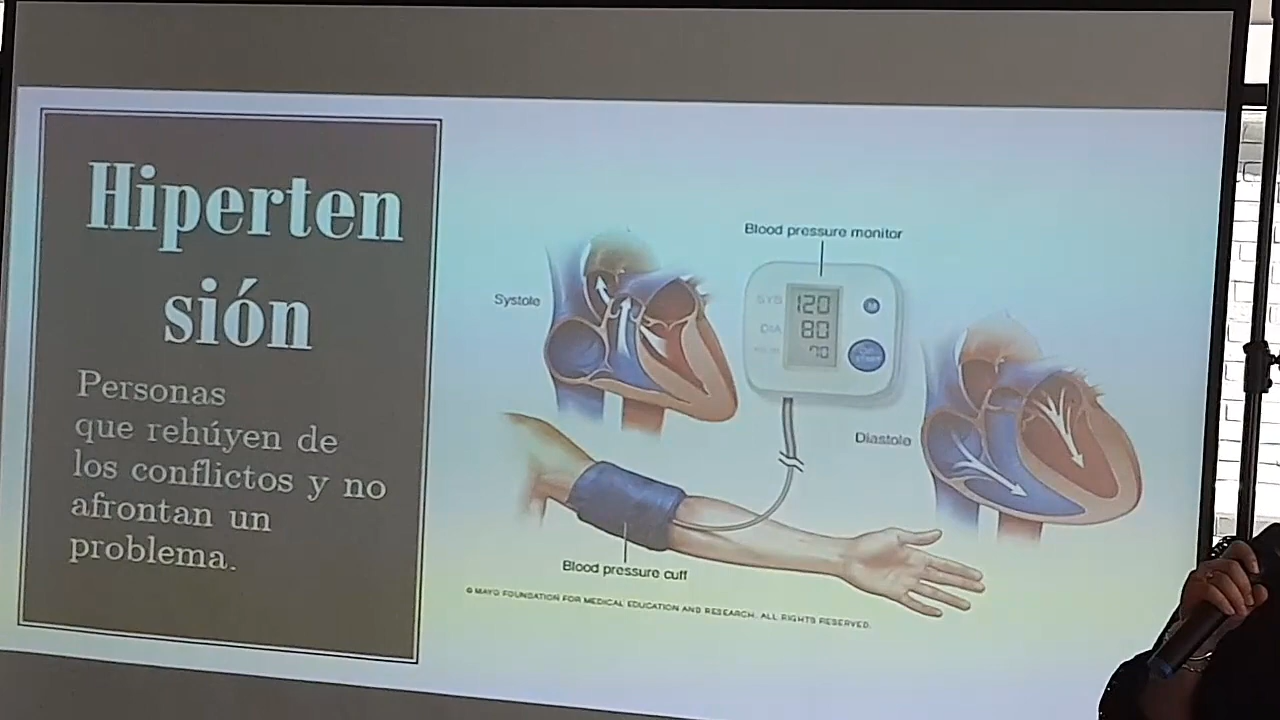 Hiperten
sión
Personas
que rehúyen de
los conflictos y no
afrontan un
problema.
Blood pressure monitor
Systole
SYS
120
DIA
80
70
Diastole
Blood pressure cuff
© MAYO FOUNDATION FOR MEDICAL EDUCATION AND RESEARCH. ALL RIGHTS RESERVED.